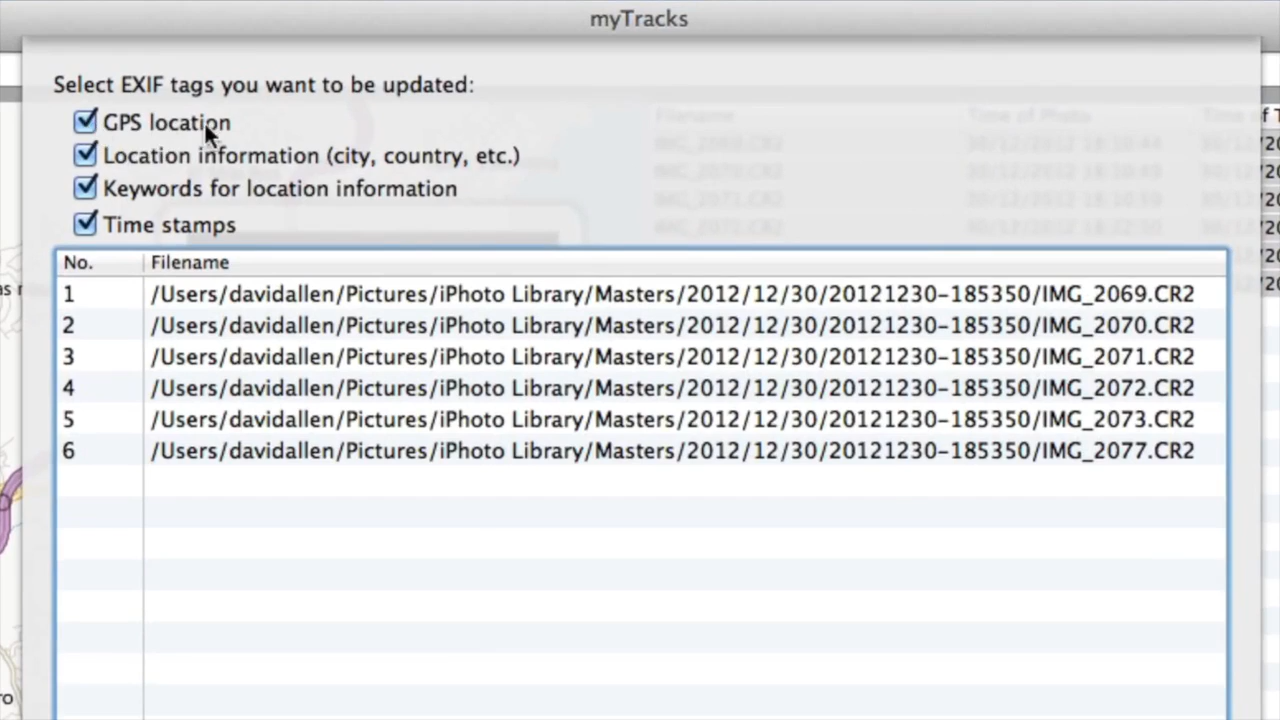 myTracks
Select EXIF tags you want to be updated:
GPS location
Location information (city, country, etc.)
Keywords for location information
Time stamps
No. Filename
1 /Users/davidallen/Pictures/iPhoto Library/Masters/2012/12/30/20121230-185350/IMG_2069.CR2
2 /Users/davidallen/Pictures/iPhoto Library/Masters/2012/12/30/20121230-185350/IMG_2070.CR2
3 /Users/davidallen/Pictures/iPhoto Library/Masters/2012/12/30/20121230-185350/IMG_2071.CR2
4 /Users/davidallen/Pictures/iPhoto Library/Masters/2012/12/30/20121230-185350/IMG_2072.CR2
5 /Users/davidallen/Pictures/iPhoto Library/Masters/2012/12/30/20121230-185350/IMG_2073.CR2
6 /Users/davidallen/Pictures/iPhoto Library/Masters/2012/12/30/20121230-185350/IMG_2077.CR2